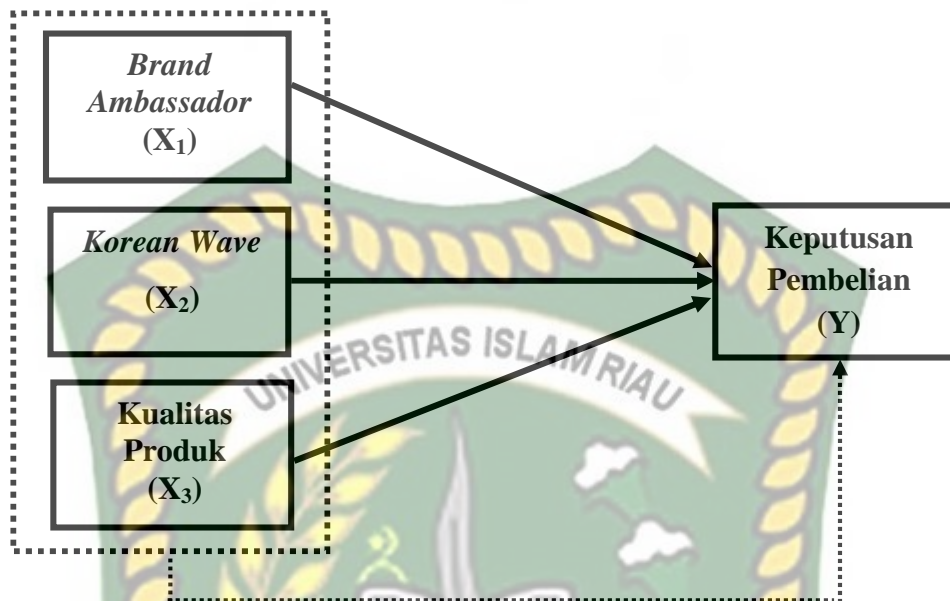 Brand
Ambassador
(X₁)
Korean Wave
(X₂)
Kualitas
Produk
(X₃)
Keputusan
Pembelian
(Y)
UNIVERSITAS ISLAM RIAU